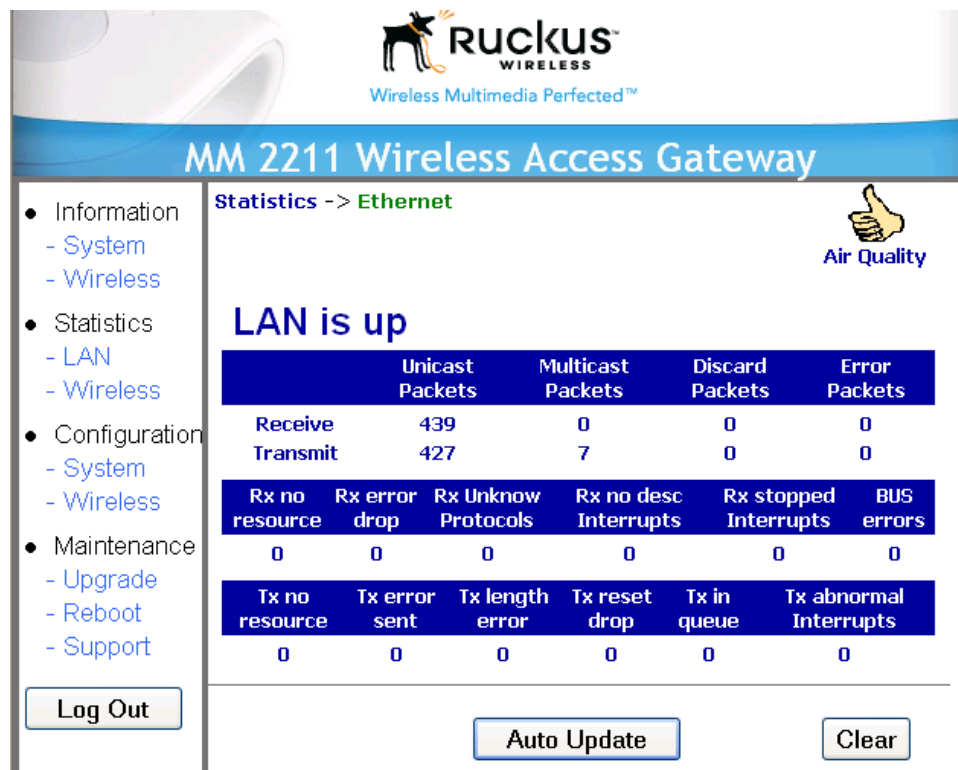 RUCKUS™
WIRELESS
Wireless Multimedia Perfected™
MM 2211 Wireless Access Gateway
• Information
- System
- Wireless
• Statistics
- LAN
- Wireless
• Configuration
- System
- Wireless
• Maintenance
- Upgrade
- Reboot
- Support
Log Out
Statistics -> Ethernet
Air Quality
LAN is up
Unicast Packets Multicast Packets Discard Packets Error Packets
Receive 439 0 0 0
Transmit 427 7 0 0
Rx no resource Rx error drop Rx Unknow Protocols Rx no desc Interrupts Rx stopped Interrupts BUS errors
0 0 0 0 0 0
Tx no resource Tx error sent Tx length error Tx reset drop Tx in queue Tx abnormal Interrupts
0 0 0 0 0 0
Auto Update Clear